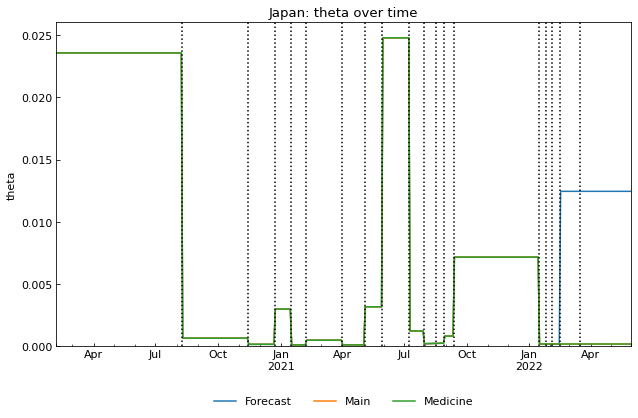 Japan: theta over time
theta
0.025
0.020
0.015
0.010
0.005
0.000
Apr Jul Oct Jan Apr Jul Oct Jan Apr
2021 2022
Forecast Main Medicine